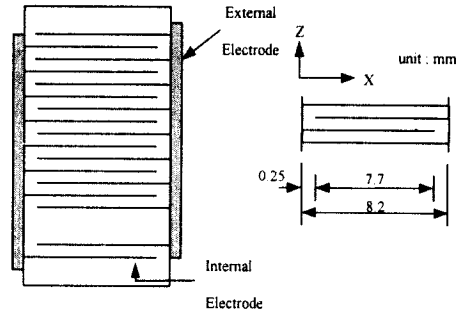 External
Electrode
Z
unit : mm
X
0.25
7.7
8.2
Internal
Electrode